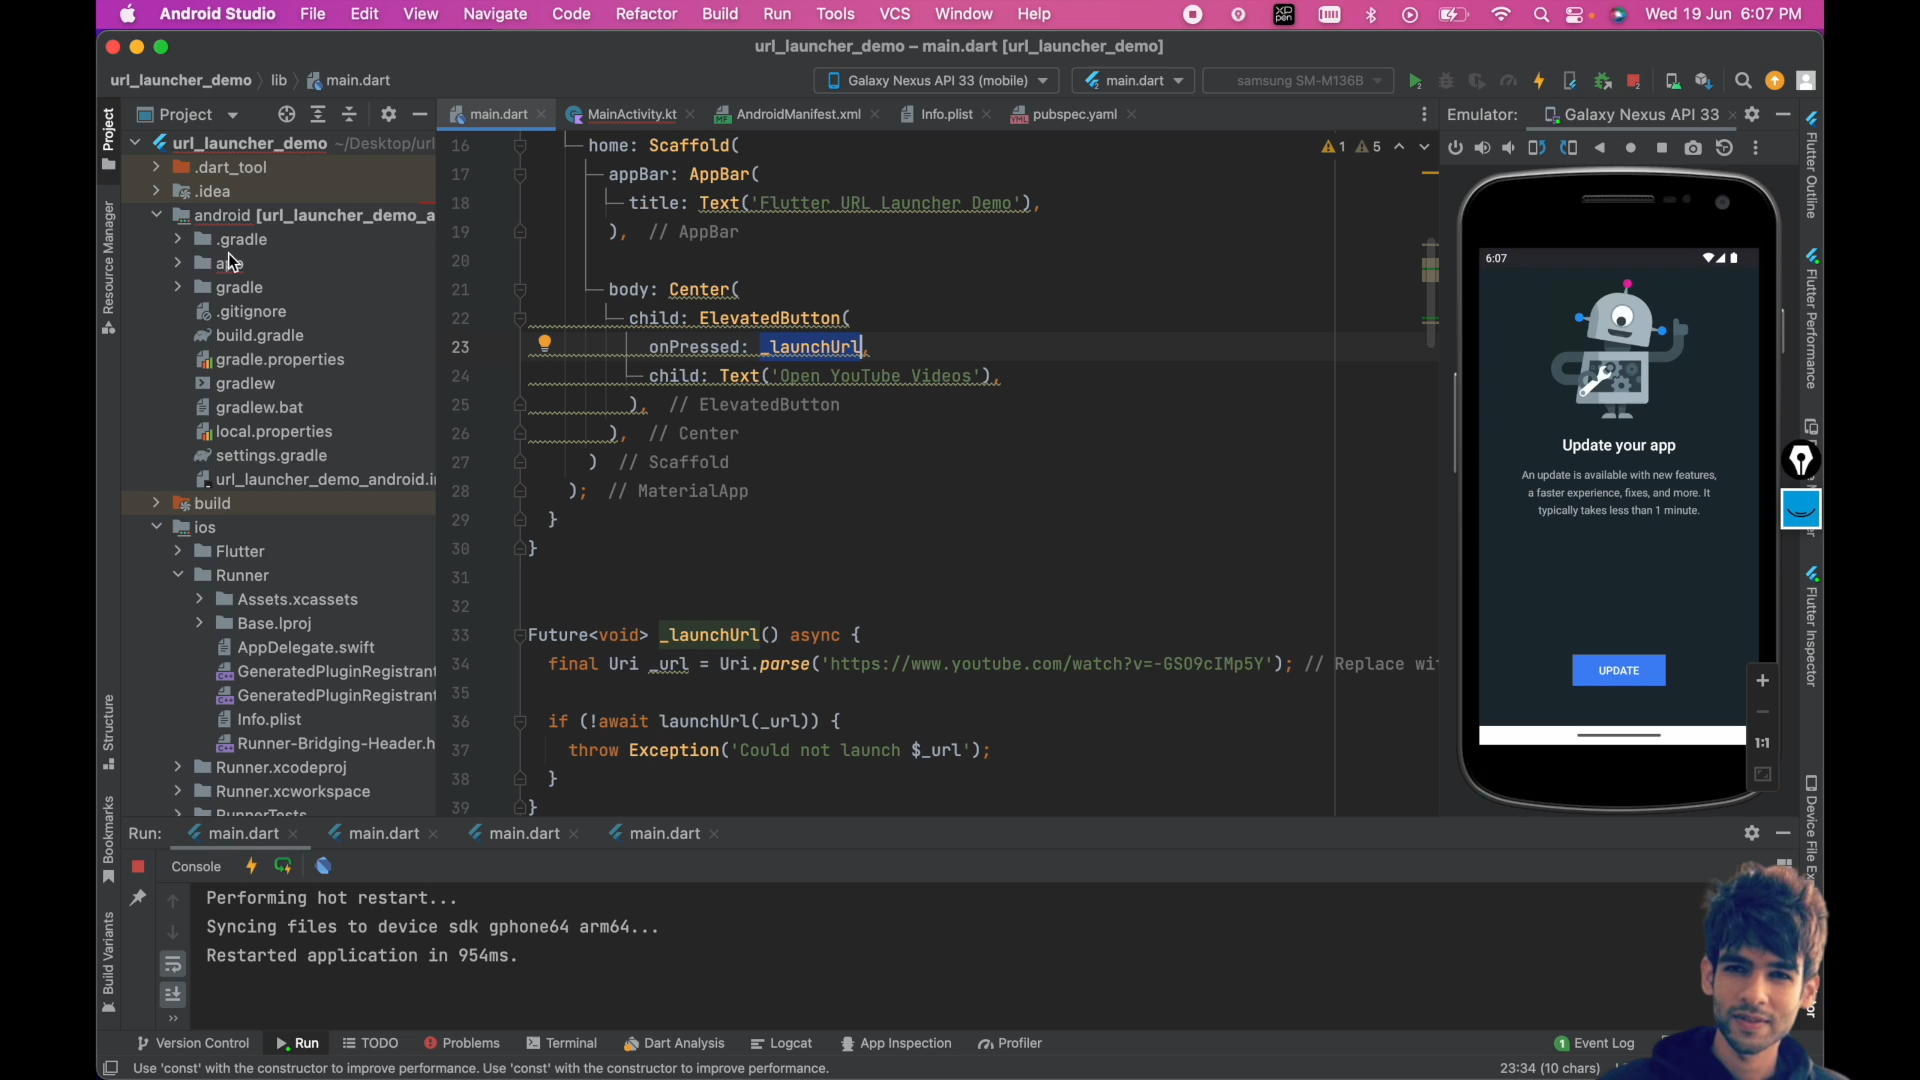 Android Studio File Edit View Navigate Code Refactor Build Run Tools VCS Window Help
Wed 19 Jun 6:07 PM
url_launcher_demo – main.dart [url_launcher_demo]
url_launcher_demo lib main.dart
Galaxy Nexus API 33 (mobile) main.dart samsung SM-M136B
Project
main.dart MainActivity.kt AndroidManifest.xml Info.plist pubspec.yaml
Emulator: Galaxy Nexus API 33
Project
Resource Manager
Structure
Bookmarks
Build Variants
url_launcher_demo ~/Desktop/url
.dart_tool
.idea
android [url_launcher_demo_a
.gradle
gradle
.gitignore
build.gradle
gradle.properties
gradlew
gradlew.bat
local.properties
settings.gradle
url_launcher_demo_android.i
build
ios
Flutter
Runner
Assets.xcassets
Base.lproj
AppDelegate.swift
GeneratedPluginRegistrant
GeneratedPluginRegistrant
Info.plist
Runner-Bridging-Header.h
Runner.xcodeproj
Runner.xcworkspace
RunnerTests
1 5
16 home: Scaffold(
17 appBar: AppBar(
18 title: Text('Flutter URL Launcher Demo'),
19 ), // AppBar
20
21 body: Center(
22 child: ElevatedButton(
23 onPressed: _launchUrl,
24 child: Text('Open YouTube Videos'),
25 ), // ElevatedButton
26 ), // Center
27 ) // Scaffold
28 ); // MaterialApp
29 }
30 }
31
32
33 Future<void> _launchUrl() async {
34 final Uri _url = Uri.parse('https://www.youtube.com/watch?v=-GSO9cIMp5Y'); // Replace wi
35
36 if (!await launchUrl(_url)) {
37 throw Exception('Could not launch $_url');
38 }
39 }
6:07
Update your app
An update is available with new features,
a faster experience, fixes, and more. It
typically takes less than 1 minute.
UPDATE
1:1
Flutter Outline
Flutter Performance
Flutter Inspector
Device File Ex
Run: main.dart main.dart main.dart main.dart
Console
Performing hot restart...
Syncing files to device sdk gphone64 arm64...
Restarted application in 954ms.
Version Control Run TODO Problems Terminal Dart Analysis Logcat App Inspection Profiler
1 Event Log
Use 'const' with the constructor to improve performance. Use 'const' with the constructor to improve performance.
23:34 (10 chars)